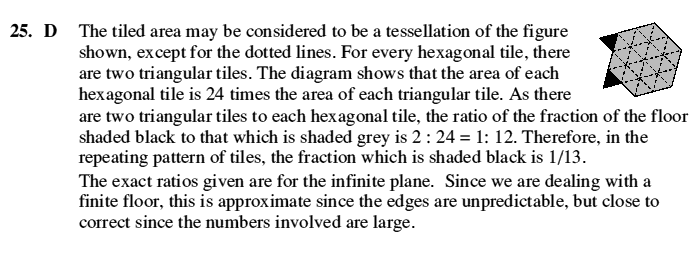 25. D The tiled area may be considered to be a tessellation of the figure
shown, except for the dotted lines. For every hexagonal tile, there
are two triangular tiles. The diagram shows that the area of each
hexagonal tile is 24 times the area of each triangular tile. As there
are two triangular tiles to each hexagonal tile, the ratio of the fraction of the floor
shaded black to that which is shaded grey is 2 : 24 = 1: 12. Therefore, in the
repeating pattern of tiles, the fraction which is shaded black is 1/13.
The exact ratios given are for the infinite plane. Since we are dealing with a
finite floor, this is approximate since the edges are unpredictable, but close to
correct since the numbers involved are large.